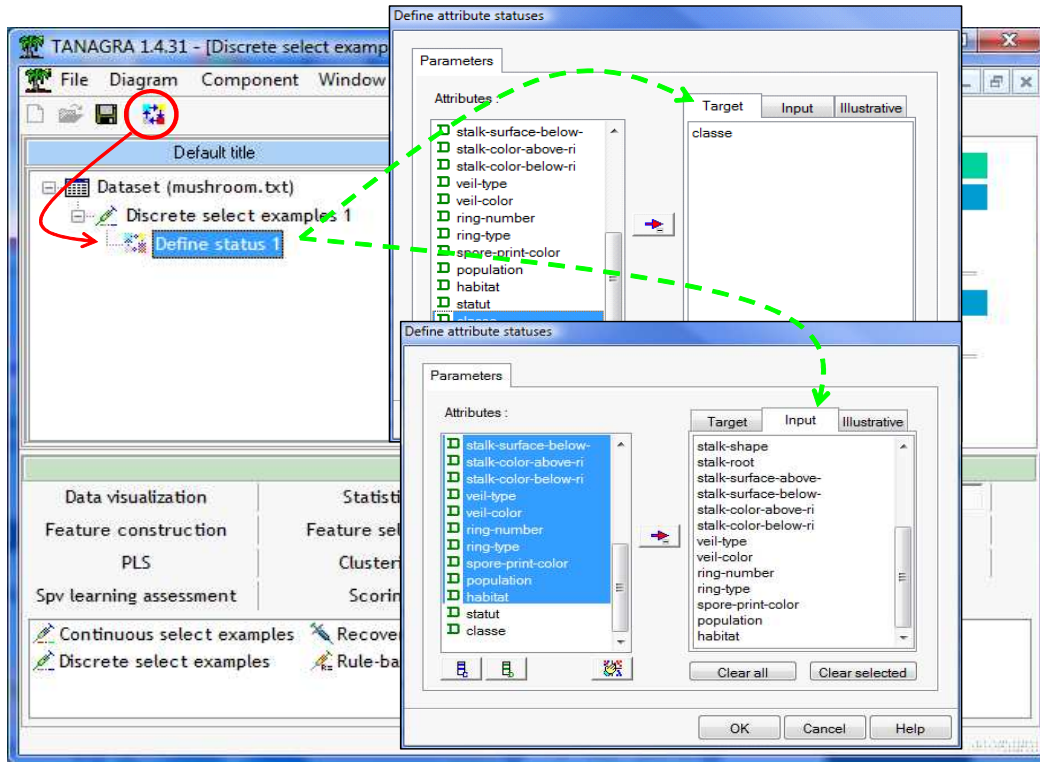 Define attribute statuses
TANAGRA 1.4.31 - [Discrete select examp
File Diagram Component Window
Default title
Dataset (mushroom.txt)
Discrete select examples 1
Define status 1
Parameters
Attributes :
stalk-surface-below-
stalk-color-above-ri
stalk-color-below-ri
veil-type
veil-color
ring-number
ring-type
spore-print-color
population
habitat
statut
classe
Target Input Illustrative
classe
Define attribute statuses
Parameters
Attributes :
stalk-surface-below-
stalk-color-above-ri
stalk-color-below-ri
veil-type
veil-color
ring-number
ring-type
spore-print-color
population
habitat
statut
classe
Target Input Illustrative
stalk-shape
stalk-root
stalk-surface-above-
stalk-surface-below-
stalk-color-above-ri
stalk-color-below-ri
veil-type
veil-color
ring-number
ring-type
spore-print-color
population
habitat
Clear all Clear selected
OK Cancel Help
Data visualization Statisti
Feature construction Feature sel
PLS Clusteri
Spv learning assessment Scorin
Continuous select examples Recover
Discrete select examples Rule-ba